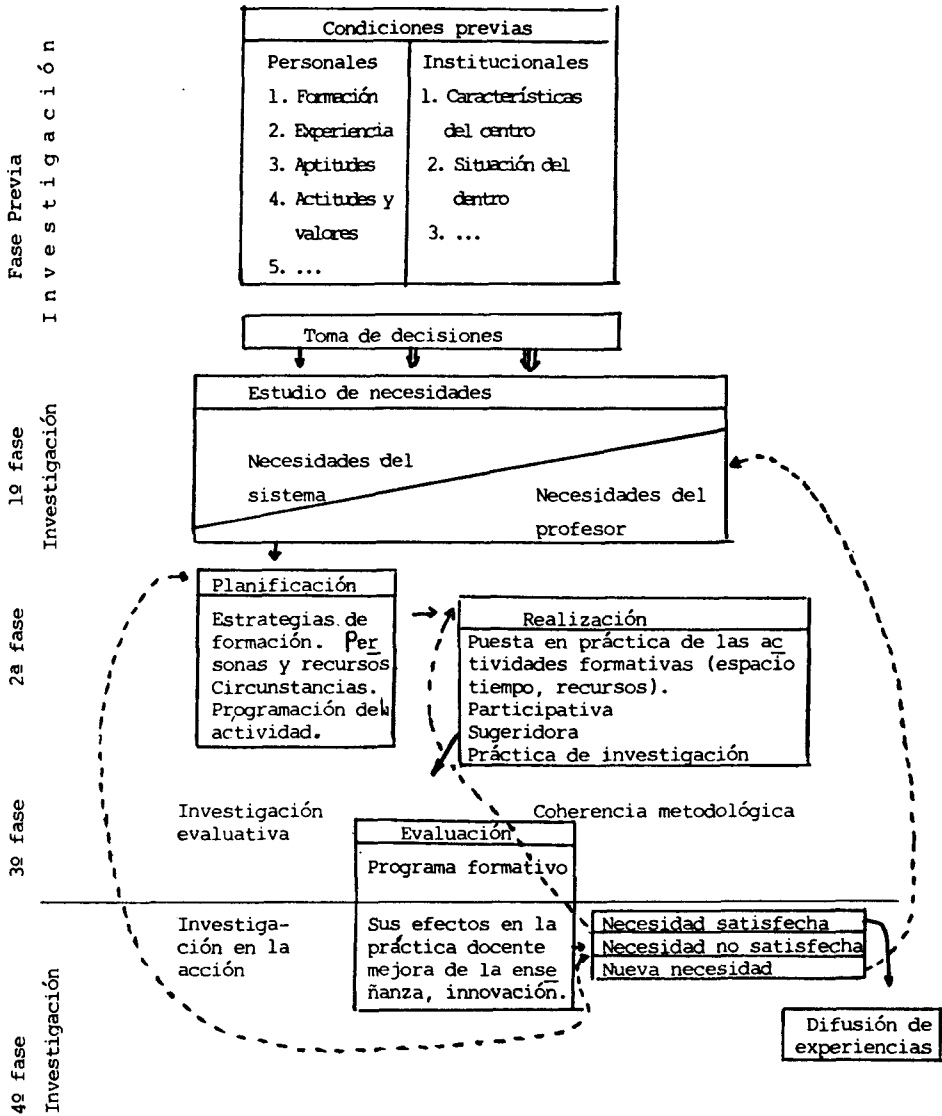 Fase Previa
Investigación
Condiciones previas
Personales
1. Formación
2. Experiencia
3. Aptitudes
4. Actitudes y
valores
5. ...
Institucionales
1. Características
del centro
2. Situación del
dentro
3. ...
Toma de decisiones
1º fase
Investigación
Estudio de necesidades
Necesidades del
sistema
Necesidades del
profesor
2ª fase
Planificación
Estrategias de
formación. Per
sonas y recursos
Circunstancias.
Programación de
actividad.
Realización
Puesta en práctica de las ac
tividades formativas (espacio
tiempo, recursos).
Participativa
Sugeridora
Práctica de investigación
3º fase
Investigación
evaluativa
Coherencia metodológica
Evaluación
Programa formativo
4º fase
Investigación
Investiga-
ción en la
acción
Sus efectos en la
práctica docente
mejora de la ense
ñanza, innovación.
Necesidad satisfecha
Necesidad no satisfecha
Nueva necesidad
Difusión de
experiencias